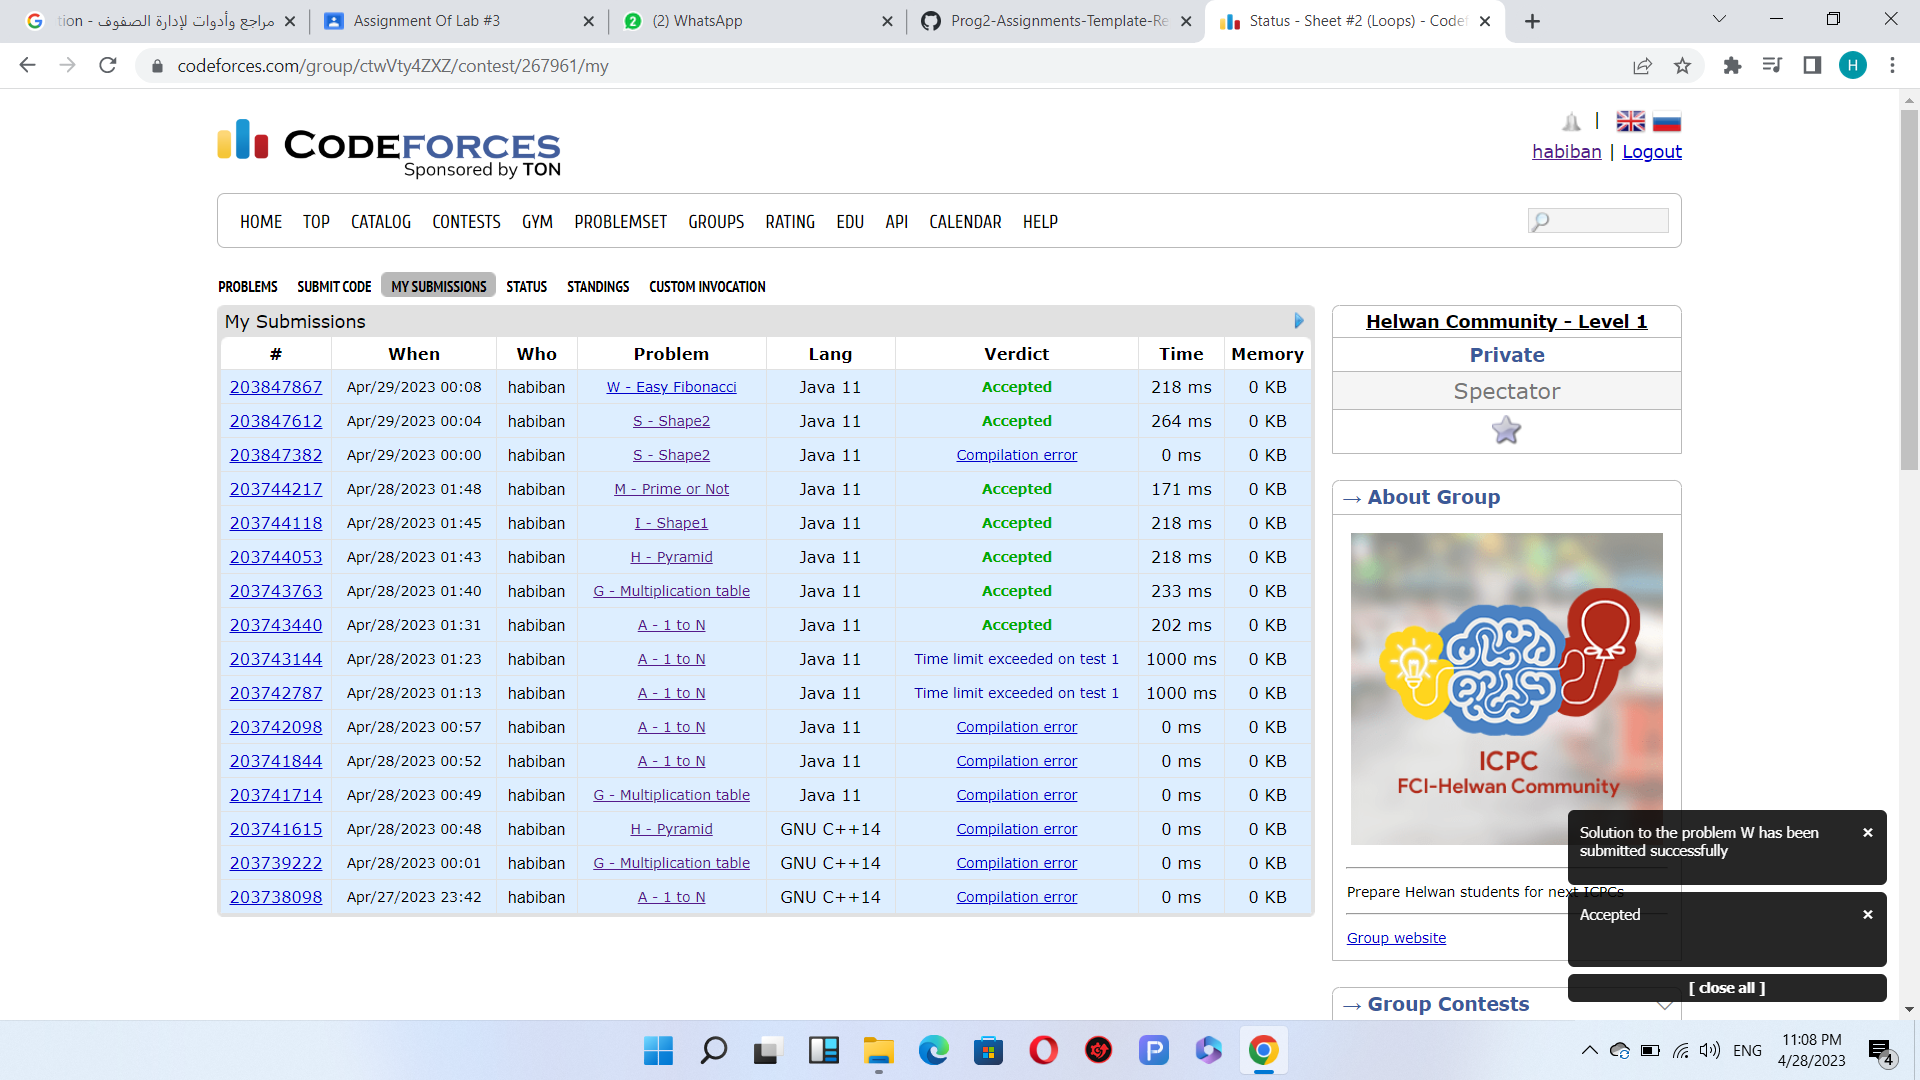 مراجع وأدوات لإدارة الصفوف - tion
Assignment Of Lab #3
(2) WhatsApp
Prog2-Assignments-Template-Re
Status - Sheet #2 (Loops) - Codef
codeforces.com/group/ctwVty4ZXZ/contest/267961/my
H
CODEFORCES
Sponsored by TON
habiban | Logout
HOME TOP CATALOG CONTESTS GYM PROBLEMSET GROUPS RATING EDU API CALENDAR HELP
PROBLEMS SUBMIT CODE MY SUBMISSIONS STATUS STANDINGS CUSTOM INVOCATION
My Submissions
# When Who Problem Lang Verdict Time Memory
203847867 Apr/29/2023 00:08 habiban W - Easy Fibonacci Java 11 Accepted 218 ms 0 KB
203847612 Apr/29/2023 00:04 habiban S - Shape2 Java 11 Accepted 264 ms 0 KB
203847382 Apr/29/2023 00:00 habiban S - Shape2 Java 11 Compilation error 0 ms 0 KB
203744217 Apr/28/2023 01:48 habiban M - Prime or Not Java 11 Accepted 171 ms 0 KB
203744118 Apr/28/2023 01:45 habiban I - Shape1 Java 11 Accepted 218 ms 0 KB
203744053 Apr/28/2023 01:43 habiban H - Pyramid Java 11 Accepted 218 ms 0 KB
203743763 Apr/28/2023 01:40 habiban G - Multiplication table Java 11 Accepted 233 ms 0 KB
203743440 Apr/28/2023 01:31 habiban A - 1 to N Java 11 Accepted 202 ms 0 KB
203743144 Apr/28/2023 01:23 habiban A - 1 to N Java 11 Time limit exceeded on test 1 1000 ms 0 KB
203742787 Apr/28/2023 01:13 habiban A - 1 to N Java 11 Time limit exceeded on test 1 1000 ms 0 KB
203742098 Apr/28/2023 00:57 habiban A - 1 to N Java 11 Compilation error 0 ms 0 KB
203741844 Apr/28/2023 00:52 habiban A - 1 to N Java 11 Compilation error 0 ms 0 KB
203741714 Apr/28/2023 00:49 habiban G - Multiplication table Java 11 Compilation error 0 ms 0 KB
203741615 Apr/28/2023 00:48 habiban H - Pyramid GNU C++14 Compilation error 0 ms 0 KB
203739222 Apr/28/2023 00:01 habiban G - Multiplication table GNU C++14 Compilation error 0 ms 0 KB
203738098 Apr/27/2023 23:42 habiban A - 1 to N GNU C++14 Compilation error 0 ms 0 KB
Helwan Community - Level 1
Private
Spectator
→ About Group
ICPC
FCI-Helwan Community
Prepare Helwan students for next ICPCs
Group website
→ Group Contests
Solution to the problem W has been
submitted successfully
Accepted
[ close all ]
ENG
11:08 PM
4/28/2023
4